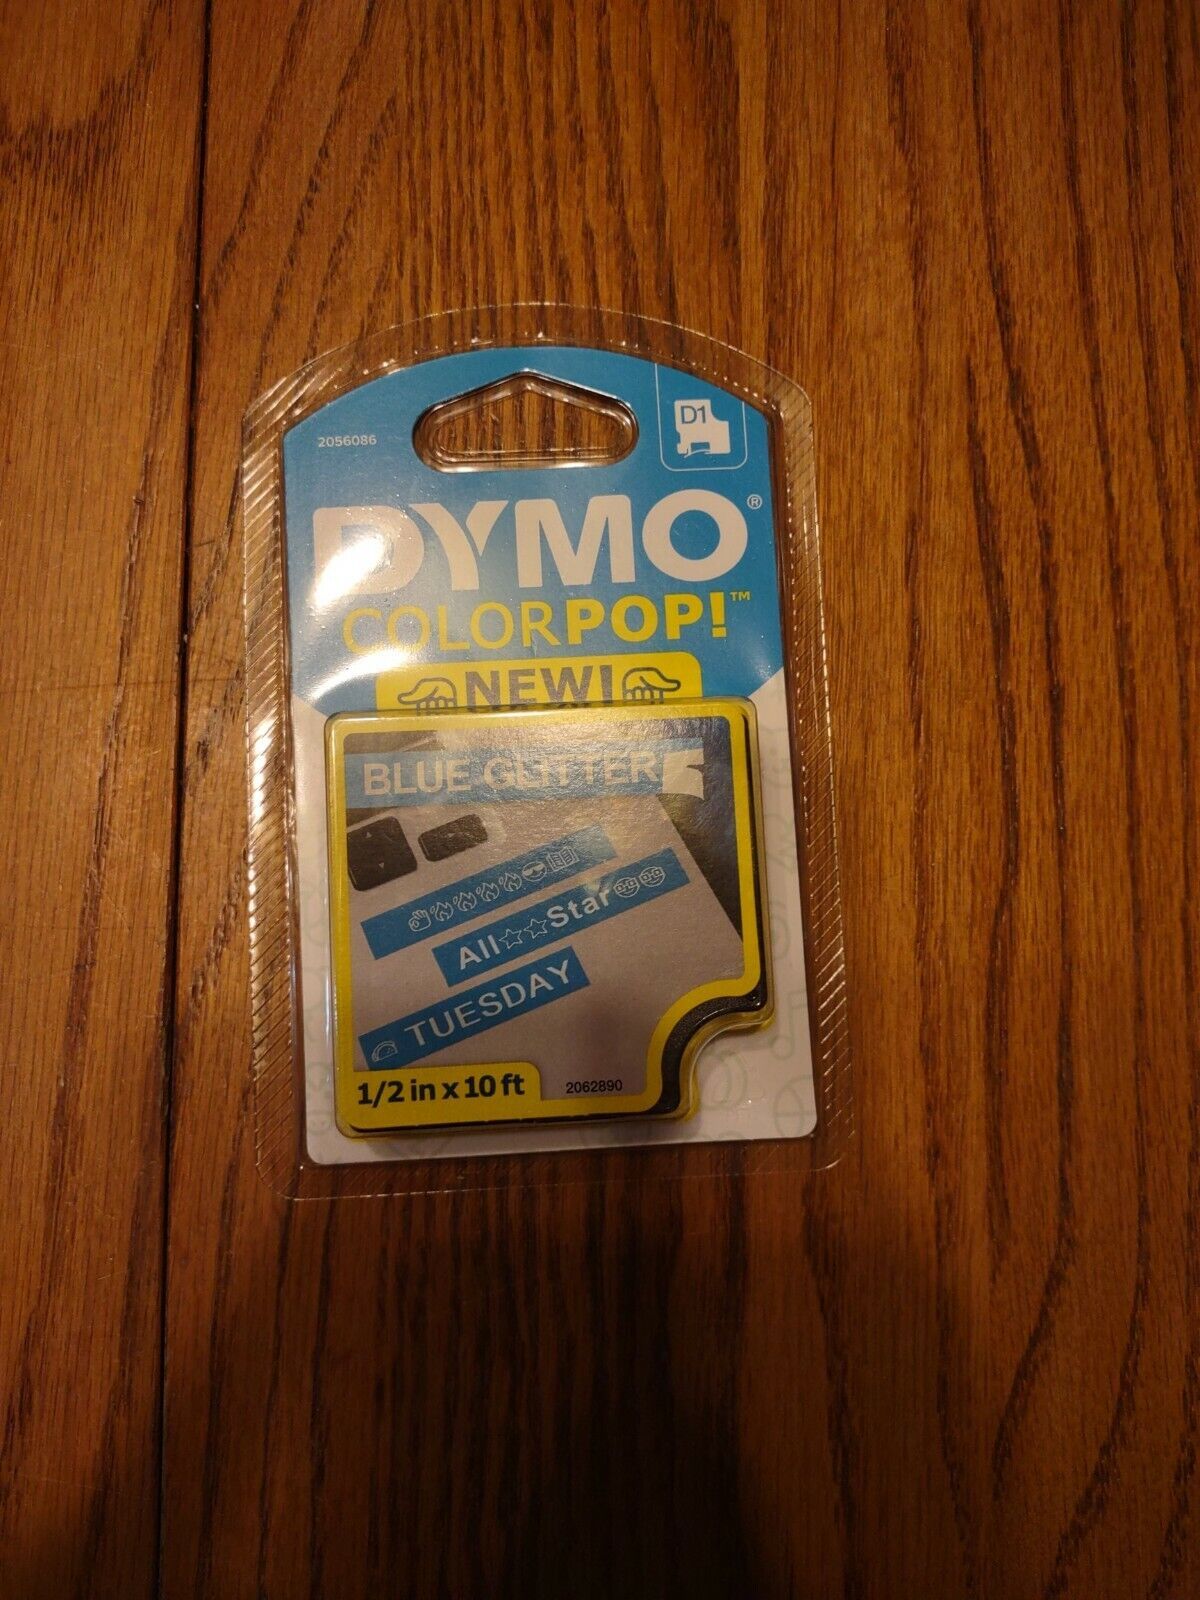 2056086
D1
DYMO®
COLORPOP!™
NEW!
BLUE GLITTER
All☆☆Star
TUESDAY
1/2 in x 10 ft
2062890